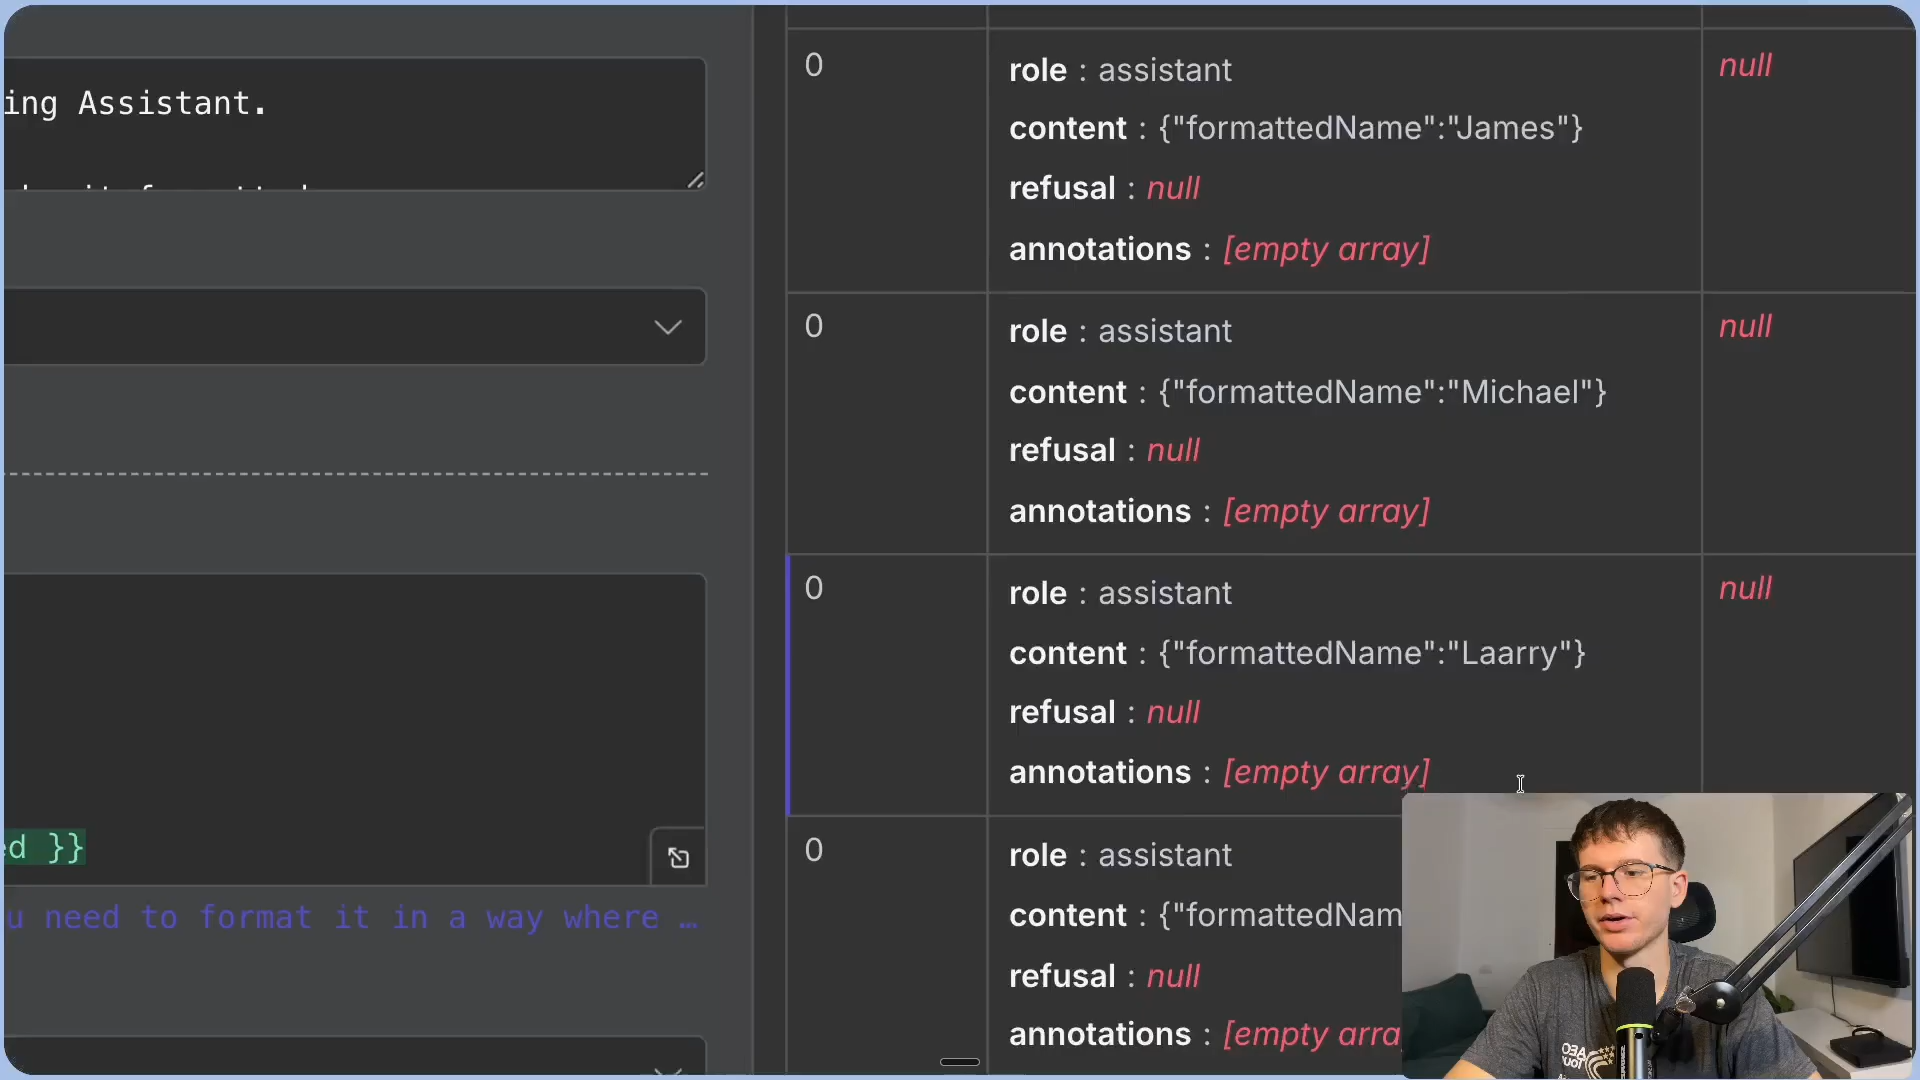 ing Assistant.
ed }}
u need to format it in a way where …
0
role : assistant
content : {"formattedName":"James"}
refusal : null
annotations : [empty array]
null
0
role : assistant
content : {"formattedName":"Michael"}
refusal : null
annotations : [empty array]
null
0
role : assistant
content : {"formattedName":"Laarry"}
refusal : null
annotations : [empty array]
null
0
role : assistant
content : {"formattedNam
refusal : null
annotations : [empty arra